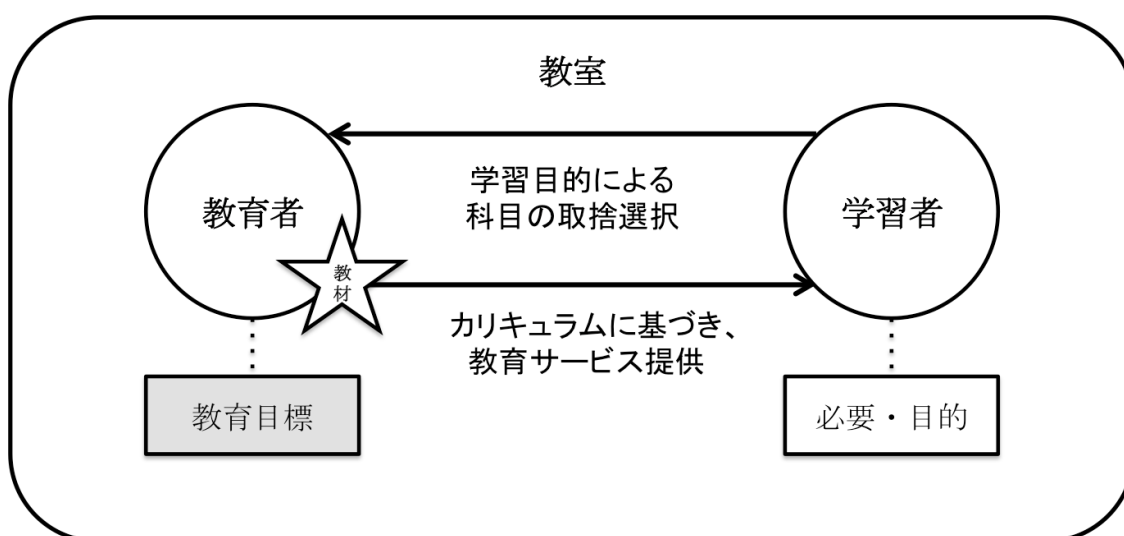 教室
教育者
学習目的による
科目の取捨選択
学習者
教
材
カリキュラムに基づき、
教育サービス提供
教育目標
必要・目的